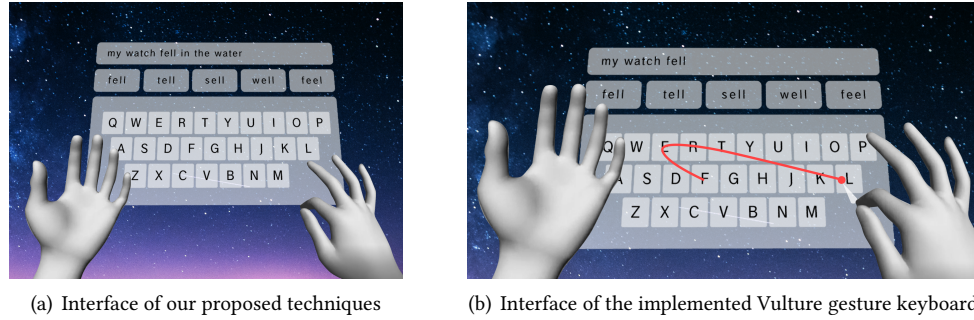 my watch fell in the water
fell tell sell well feel
Q W E R T Y U I O P
A S D F G H J K L
Z X C V B N M
(a) Interface of our proposed techniques
my watch fell
fell tell sell well feel
Q W E R T Y U I O P
A S D F G H J K L
Z X C V B N M
(b) Interface of the implemented Vulture gesture keyboard